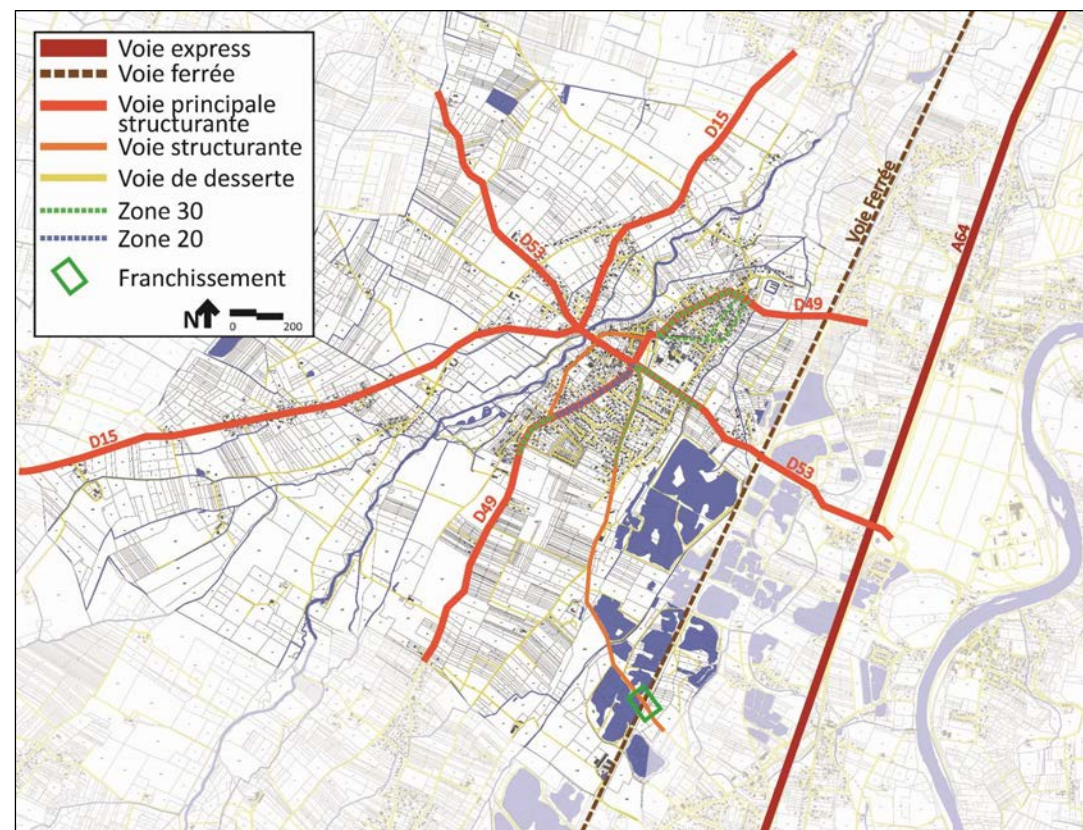 Voie express
Voie ferrée
Voie principale
structurante
Voie structurante
Voie de desserte
Zone 30
Zone 20
Franchissement
N
0 200
D15
D53
Voie Ferrée
A64
D49
D15
D53
D49